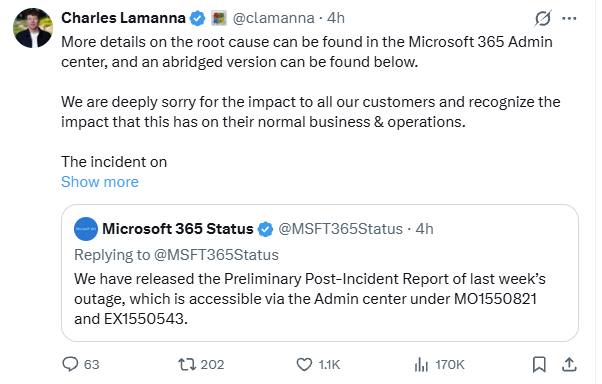 Charles Lamanna @clamanna · 4h
More details on the root cause can be found in the Microsoft 365 Admin
center, and an abridged version can be found below.
We are deeply sorry for the impact to all our customers and recognize the
impact that this has on their normal business & operations.
The incident on
Show more
Microsoft 365 Status @MSFT365Status · 4h
Replying to @MSFT365Status
We have released the Preliminary Post-Incident Report of last week's
outage, which is accessible via the Admin center under MO1550821
and EX1550543.
63 202 1.1K 170K